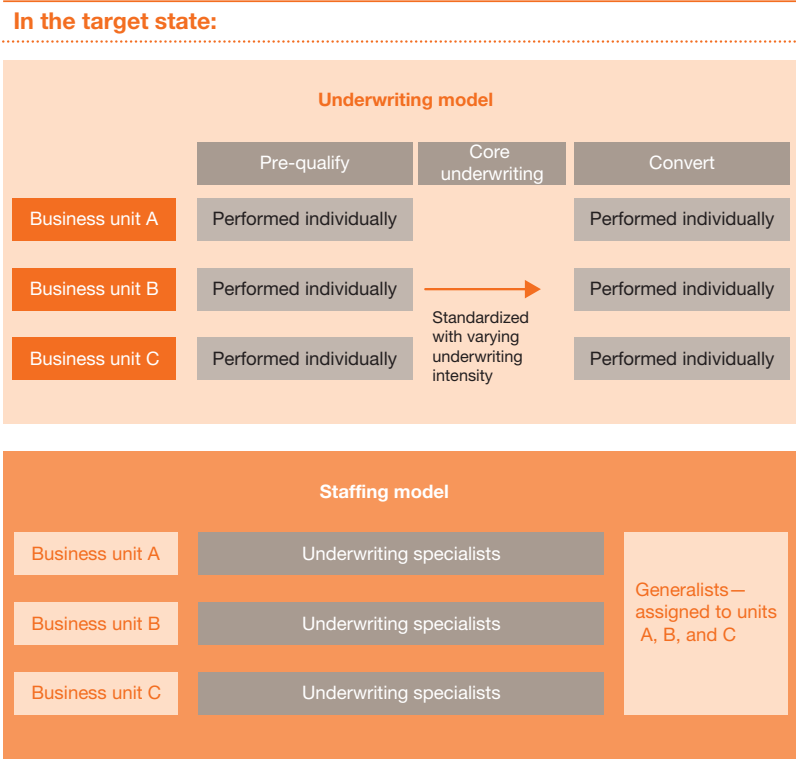 In the target state:
Underwriting model
Pre-qualify
Core
underwriting
Convert
Business unit A
Performed individually
Performed individually
Business unit B
Performed individually
Performed individually
Standardized
with varying
underwriting
intensity
Business unit C
Performed individually
Performed individually
Staffing model
Business unit A
Underwriting specialists
Business unit B
Underwriting specialists
Business unit C
Underwriting specialists
Generalists—
assigned to units
A, B, and C